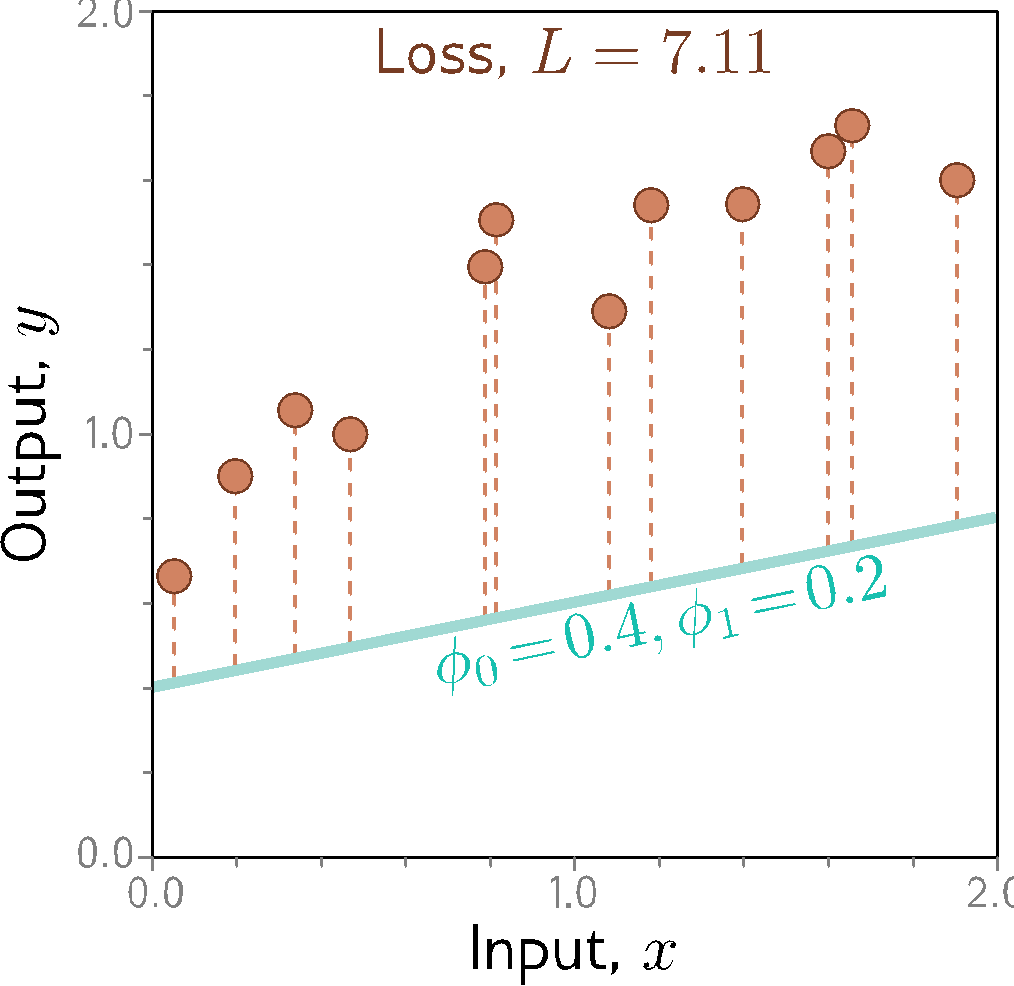 2.0
Loss, L = 7.11
Output, y
1.0
ϕ₀ = 0.4, ϕ₁ = 0.2
0.0
0.0 1.0 2.0
Input, x